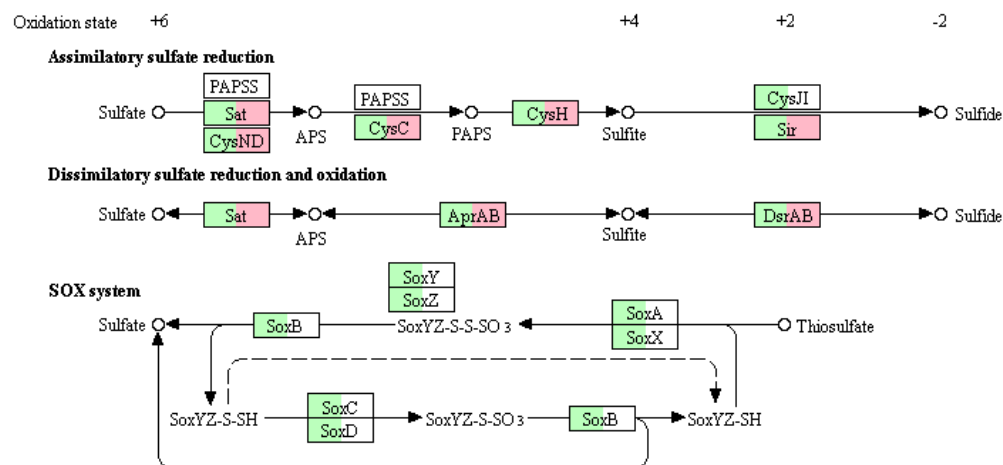 Oxidation state +6 +4 +2 -2
Assimilatory sulfate reduction
PAPSS
PAPSS
CysJI
Sulfate
Sat
CysC
CysH
Sir
Sulfide
CysND
APS
PAPS
Sulfite
Dissimilatory sulfate reduction and oxidation
Sulfate
Sat
AprAB
DsrAB
Sulfide
APS
Sulfite
SOX system
SoxY
SoxZ
SoxA
SoxX
Sulfate
SoxB
SoxYZ-S-S-SO3
Thiosulfate
SoxC
SoxD
SoxYZ-S-SH
SoxYZ-S-SO3
SoxB
SoxYZ-SH